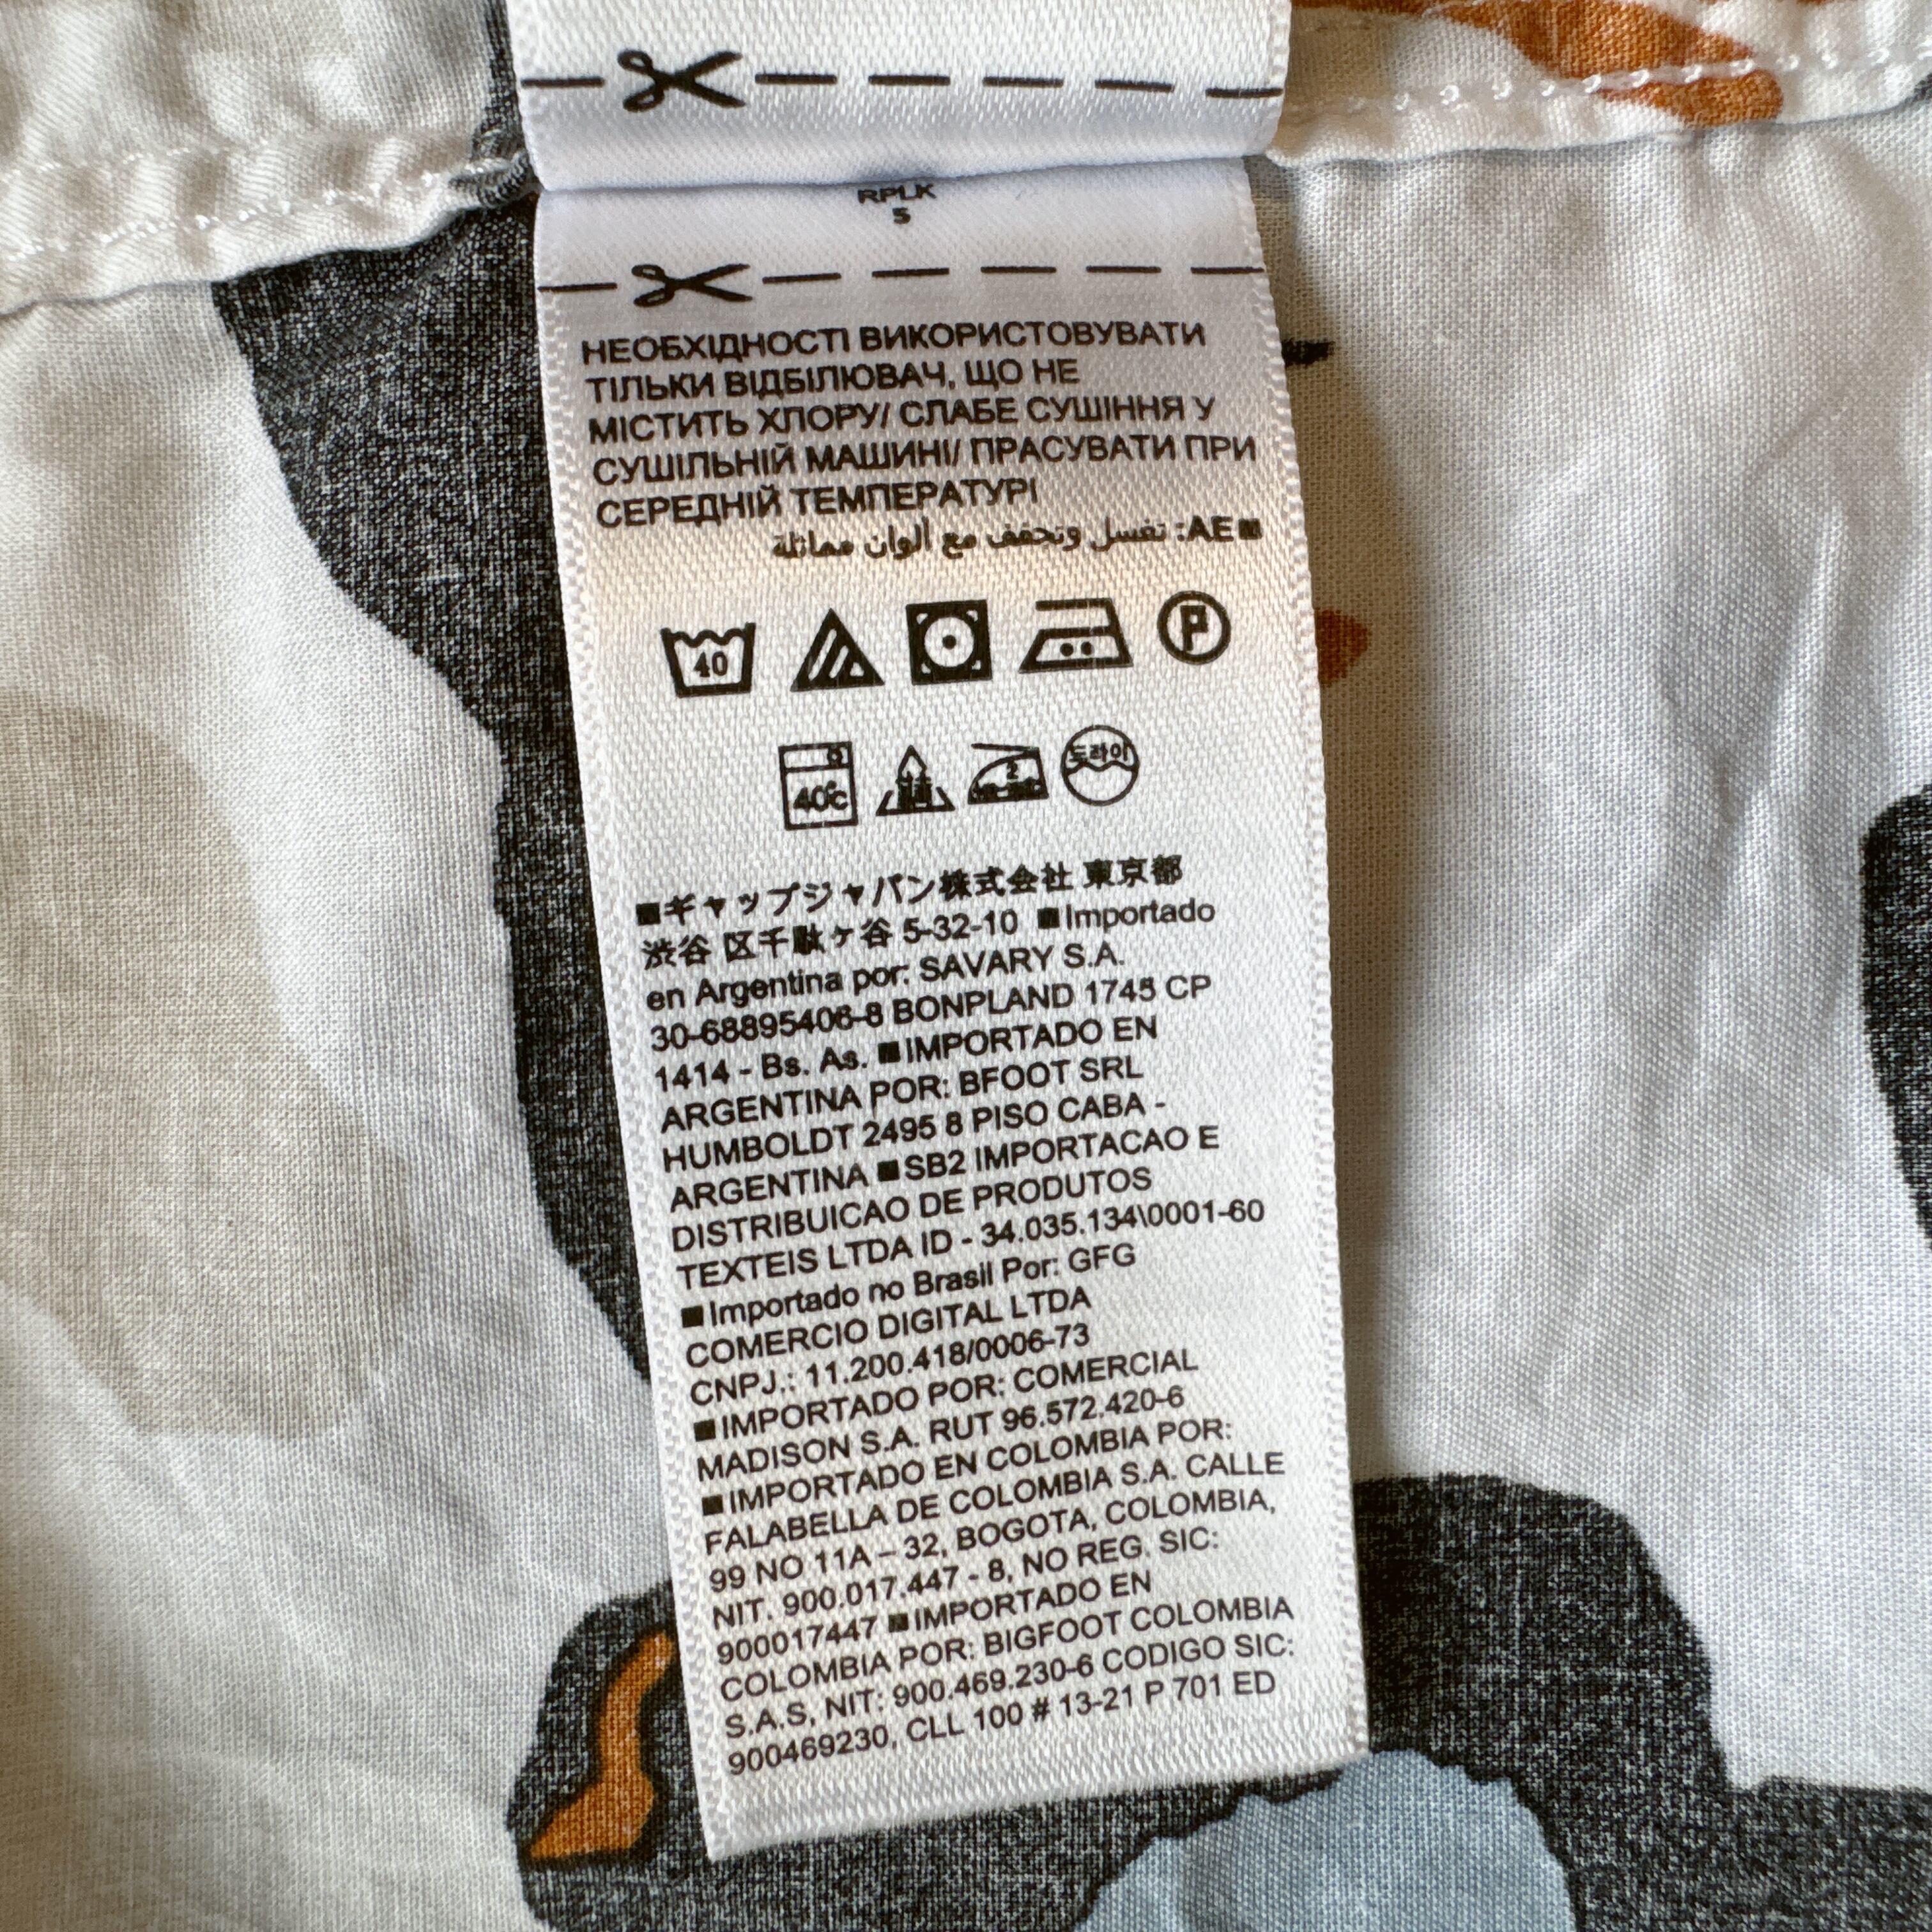 RPLK
5
НЕОБХІДНОСТІ ВИКОРИСТОВУВАТИ
ТІЛЬКИ ВІДБІЛЮВАЧ, ЩО НЕ
МІСТИТЬ ХЛОРУ/ СЛАБЕ СУШІННЯ У
СУШІЛЬНІЙ МАШИНІ/ ПРАСУВАТИ ПРИ
СЕРЕДНІЙ ТЕМПЕРАТУРІ
■AE: تغسل وتجفف مع ألوان مماثلة
40 P
40°c 2 드라이
■ギャップジャパン株式会社 東京都
渋谷 区千駄ヶ谷 5-32-10 ■Importado
en Argentina por: SAVARY S.A.
30-68895406-8 BONPLAND 1745 CP
1414 - Bs. As. ■IMPORTADO EN
ARGENTINA POR: BFOOT SRL
HUMBOLDT 2495 8 PISO CABA -
ARGENTINA ■SB2 IMPORTACAO E
DISTRIBUICAO DE PRODUTOS
TEXTEIS LTDA ID - 34.035.134\0001-60
■Importado no Brasil Por: GFG
COMERCIO DIGITAL LTDA
CNPJ.: 11.200.418/0006-73
■IMPORTADO POR: COMERCIAL
MADISON S.A. RUT 96.572.420-6
■IMPORTADO EN COLOMBIA POR:
FALABELLA DE COLOMBIA S.A. CALLE
99 NO 11A – 32, BOGOTA, COLOMBIA,
NIT. 900.017.447 - 8, NO REG. SIC:
900017447 ■IMPORTADO EN
COLOMBIA POR: BIGFOOT COLOMBIA
S.A.S, NIT: 900.469.230-6 CODIGO SIC:
900469230, CLL 100 # 13-21 P 701 ED